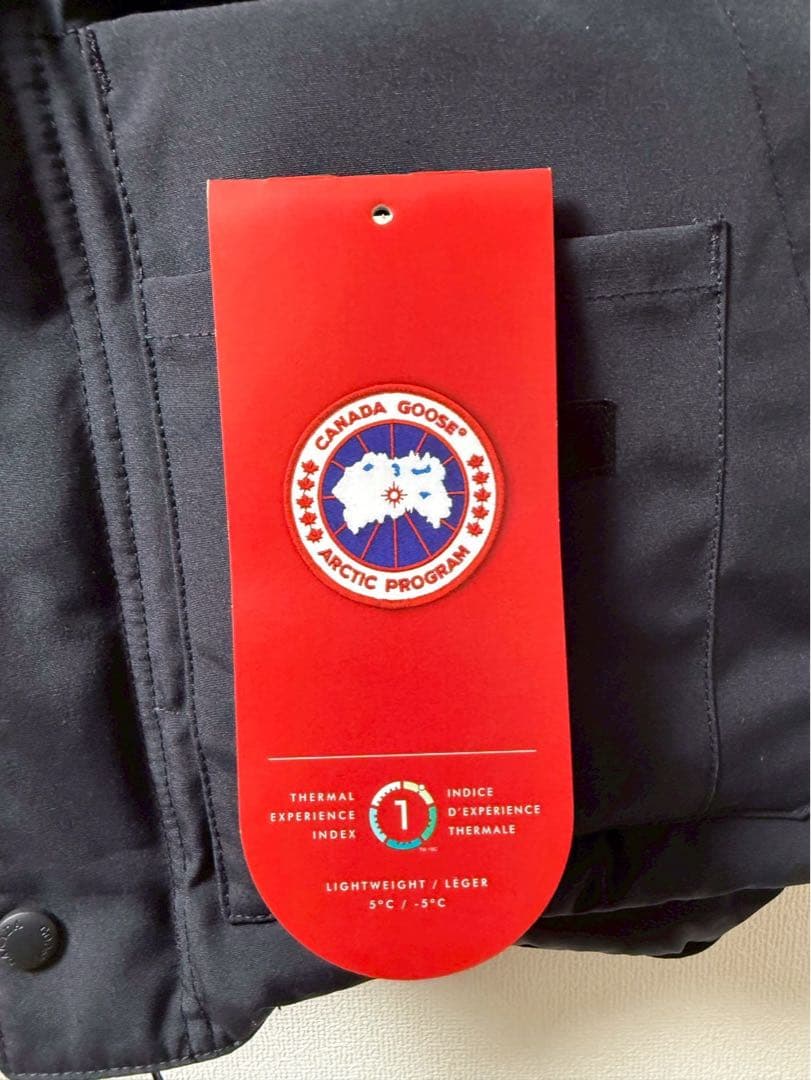 CANADA GOOSE®
ARCTIC PROGRAM
THERMAL
EXPERIENCE
INDEX
1
INDICE
D'EXPÉRIENCE
THERMALE
LIGHTWEIGHT / LÉGER
5°C / -5°C